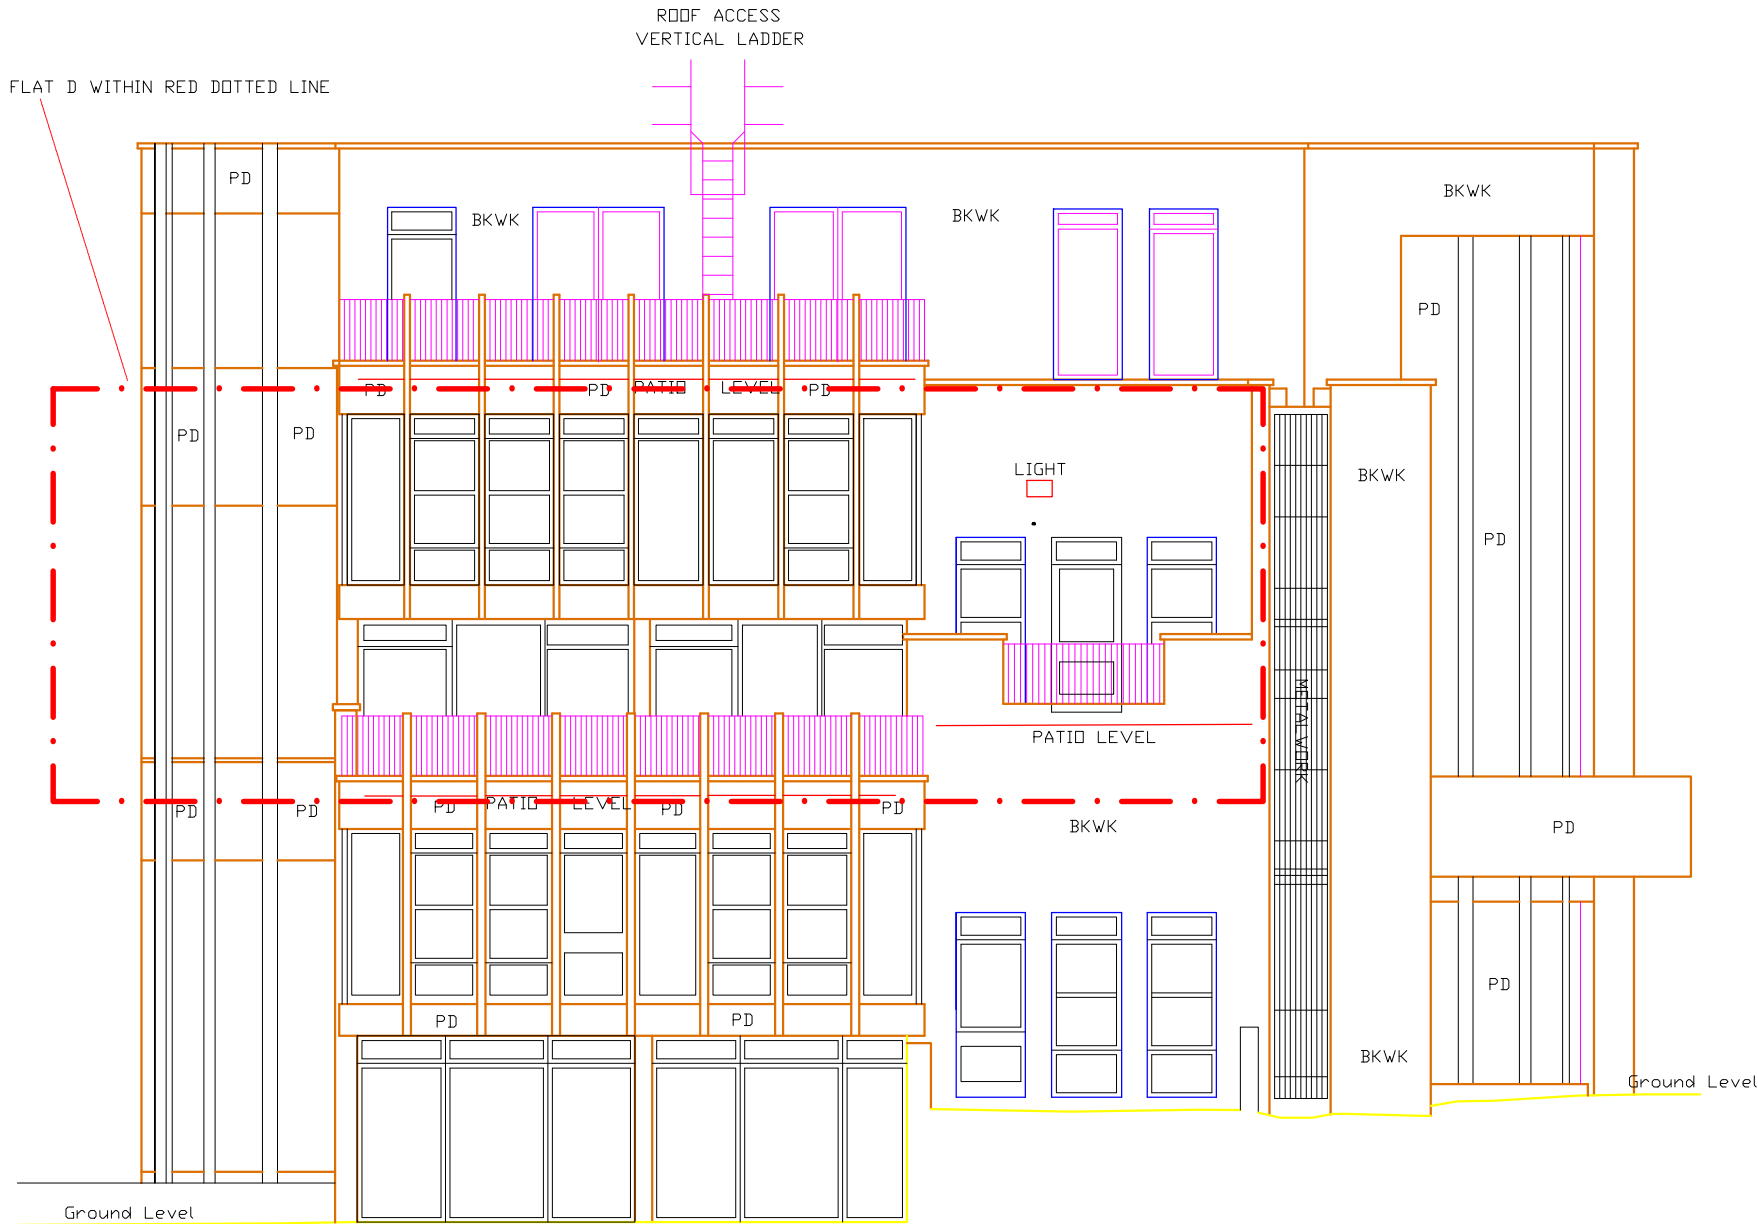 ROOF ACCESS
VERTICAL LADDER
FLAT D WITHIN RED DOTTED LINE
PD
BKWK
BKWK
BKWK
PD
PD
PD
PATIO LEVEL
PD
PD
PD
LIGHT
BKWK
PD
METALWORK
PATIO LEVEL
PD
PD
PD
PATIO LEVEL
PD
PD
BKWK
PD
PD
PD
PD
BKWK
Ground Level
Ground Level